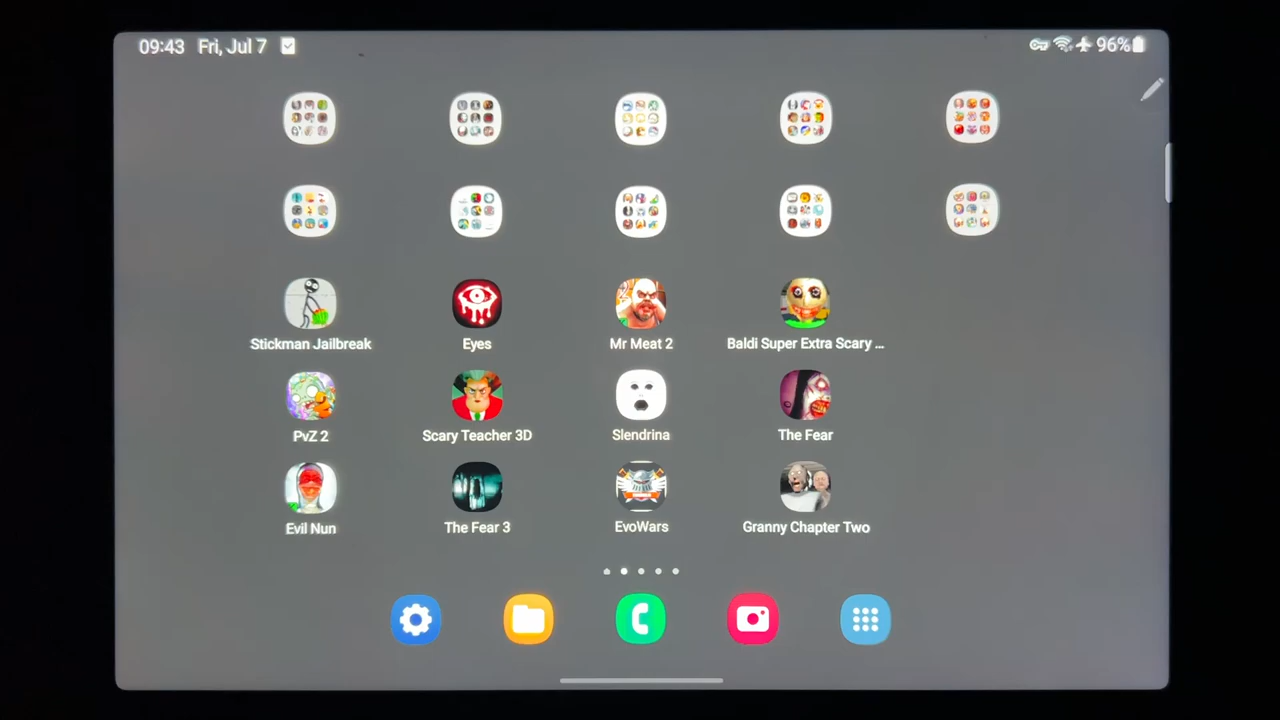 09:43 Fri, Jul 7
96%
Stickman Jailbreak
Eyes
Mr Meat 2
Baldi Super Extra Scary ...
PvZ 2
Scary Teacher 3D
Slendrina
The Fear
Evil Nun
The Fear 3
EvoWars
Granny Chapter Two